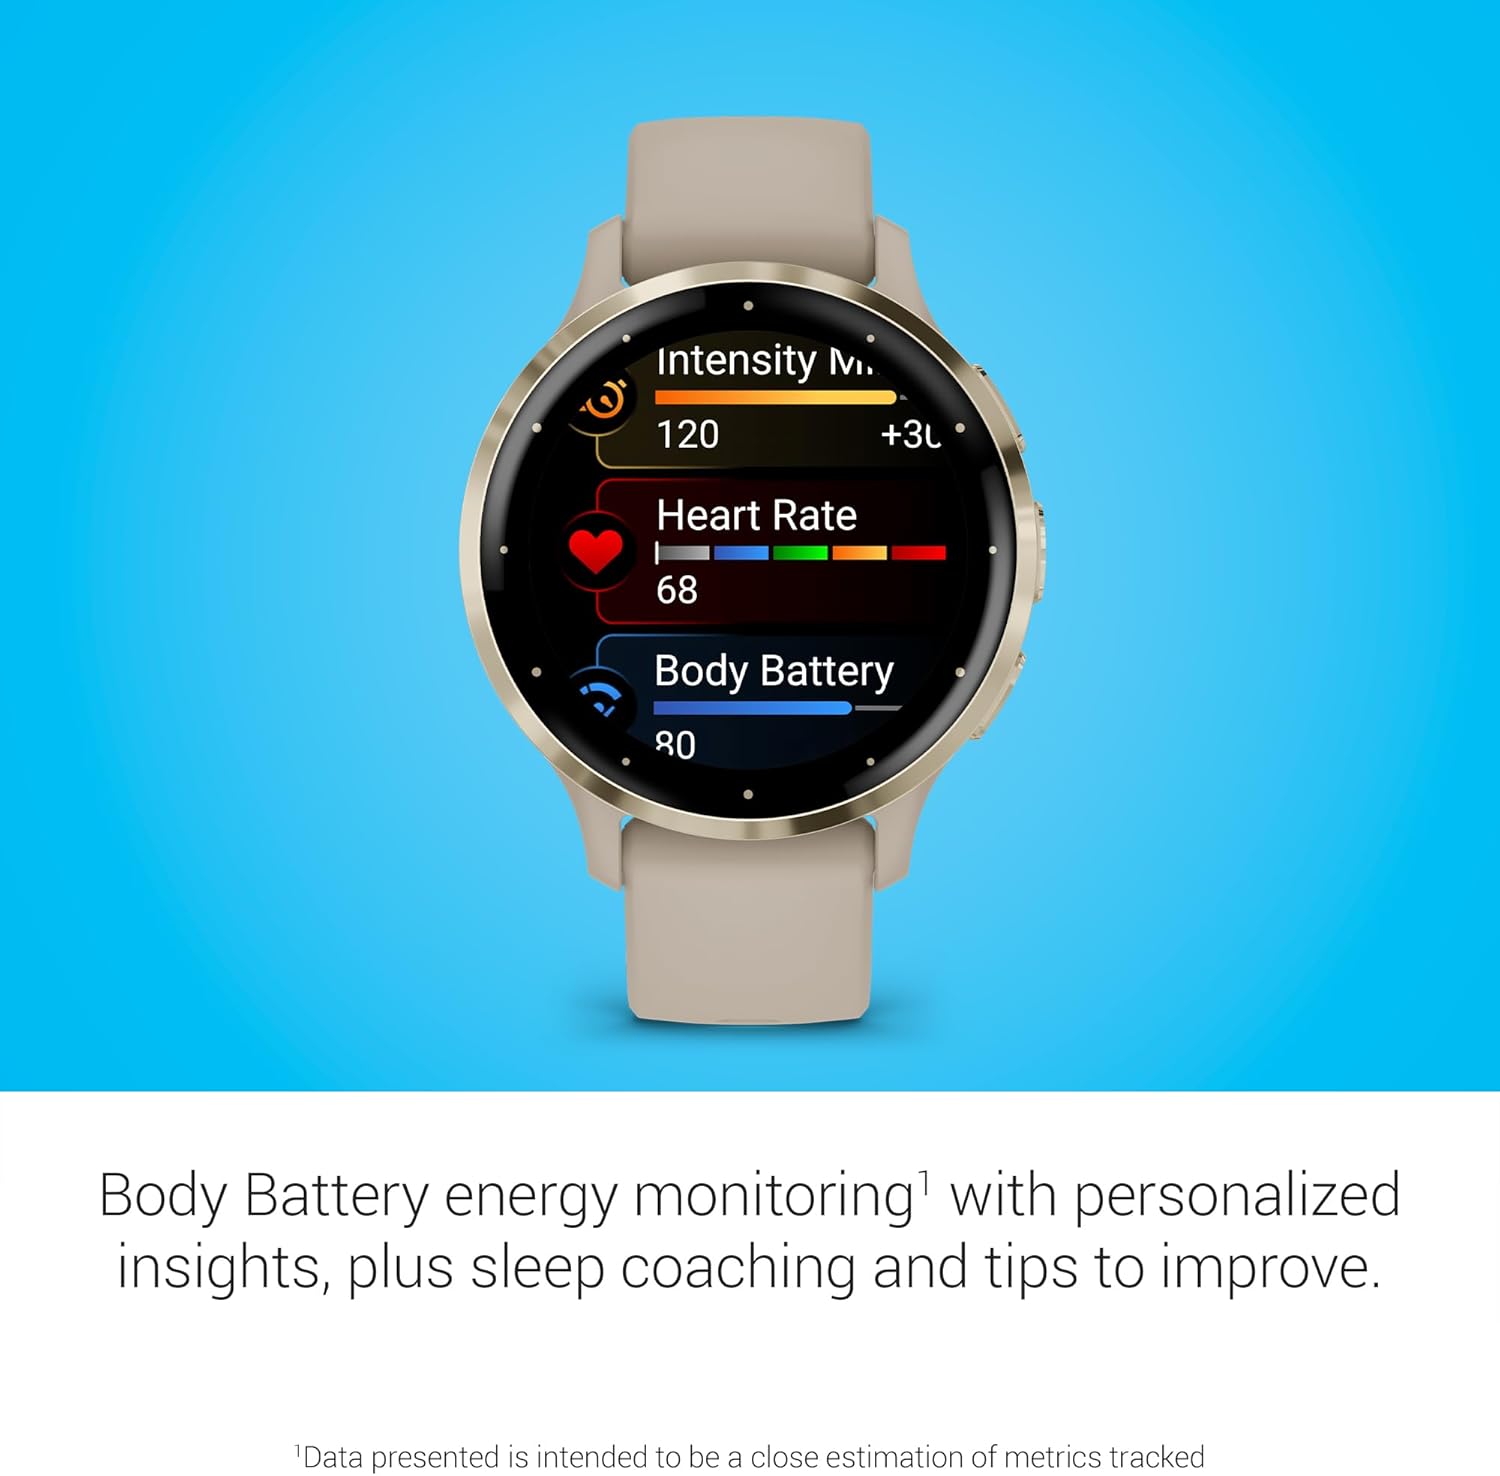 Intensity
120
Heart Rate
68
Body Battery
80
Body Battery energy monitoring¹ with personalized
insights, plus sleep coaching and tips to improve.
¹Data presented is intended to be a close estimation of metrics tracked